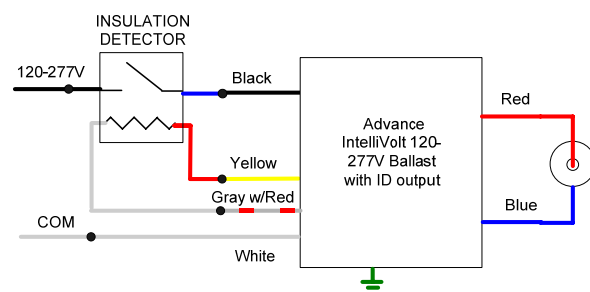 INSULATION
DETECTOR
120-277V
Black
Red
Advance
IntelliVolt 120-
277V Ballast
with ID output
Yellow
Gray w/Red
Blue
COM
White